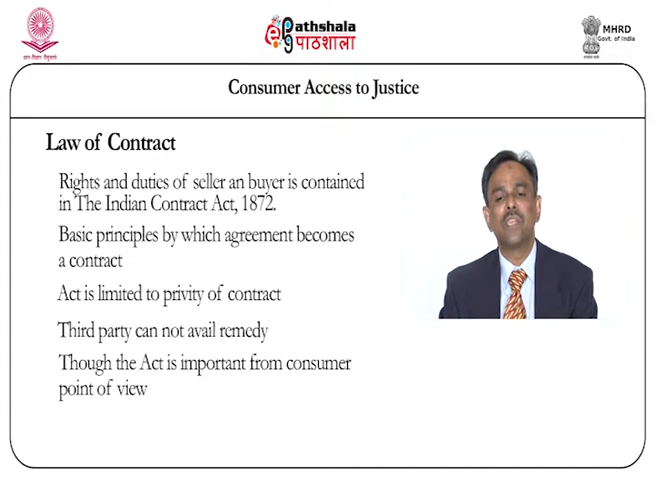 ePathshala
पाठशाला
MHRD
Govt. of India
Consumer Access to Justice
Law of Contract
Rights and duties of seller an buyer is contained
in The Indian Contract Act, 1872.
Basic principles by which agreement becomes
a contract
Act is limited to privity of contract
Third party can not avail remedy
Though the Act is important from consumer
point of view